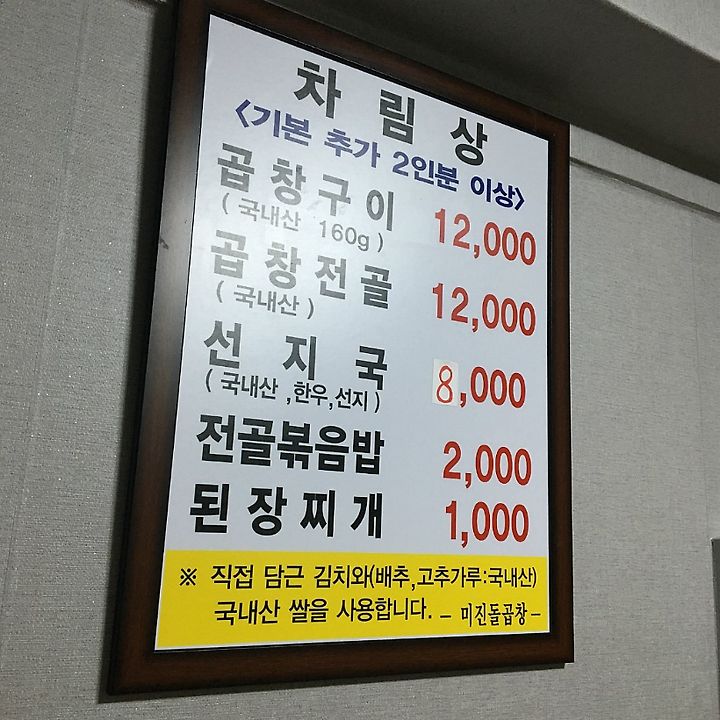 차림상
<기본 추가 2인분 이상>
곱창구이 12,000
( 국내산 160g )
곱창전골 12,000
( 국내산 )
선지국 8,000
( 국내산 ,한우,선지 )
전골볶음밥 2,000
된장찌개 1,000
※ 직접 담근 김치와(배추,고추가루:국내산)
국내산 쌀을 사용합니다. - 미진돌곱창 -